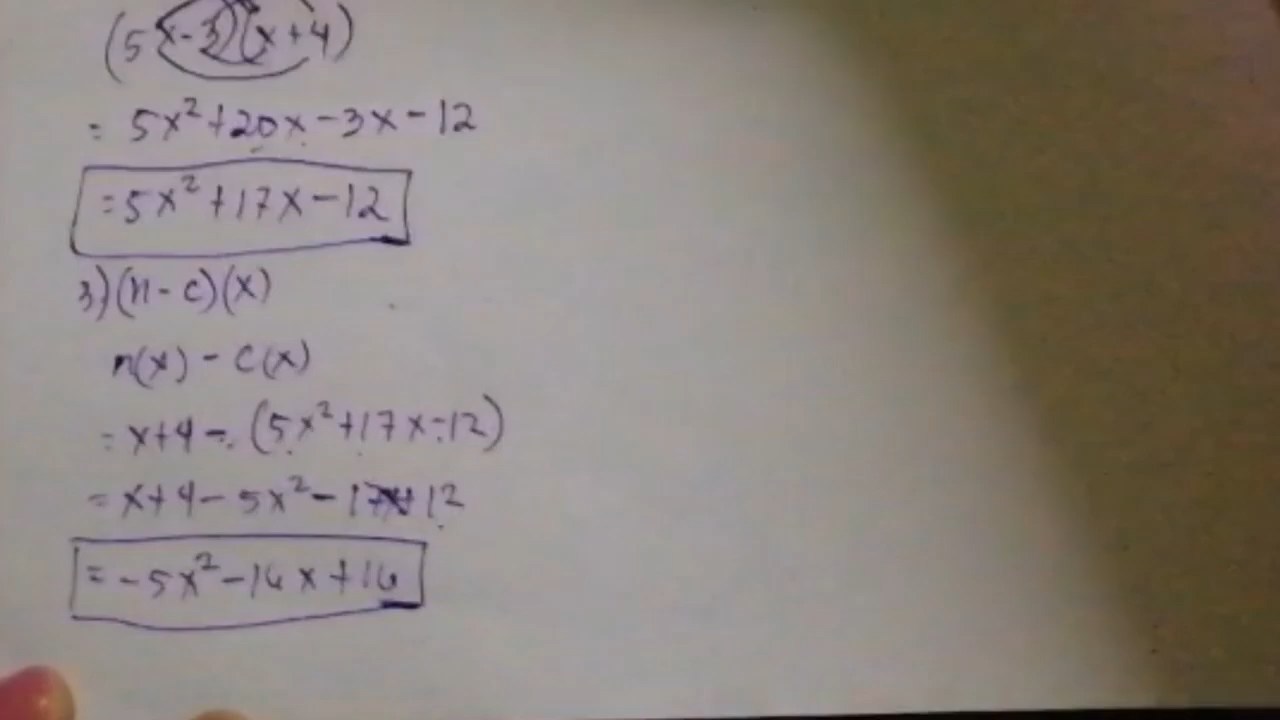 (5x-3)(x+4)
= 5x²+20x-3x-12
=5x²+17x-12
3)(n-c)(x)
n(x) - c(x)
= x+4-(5x²+17x-12)
= x+4-5x²-17x+12
= -5x²-16x+16